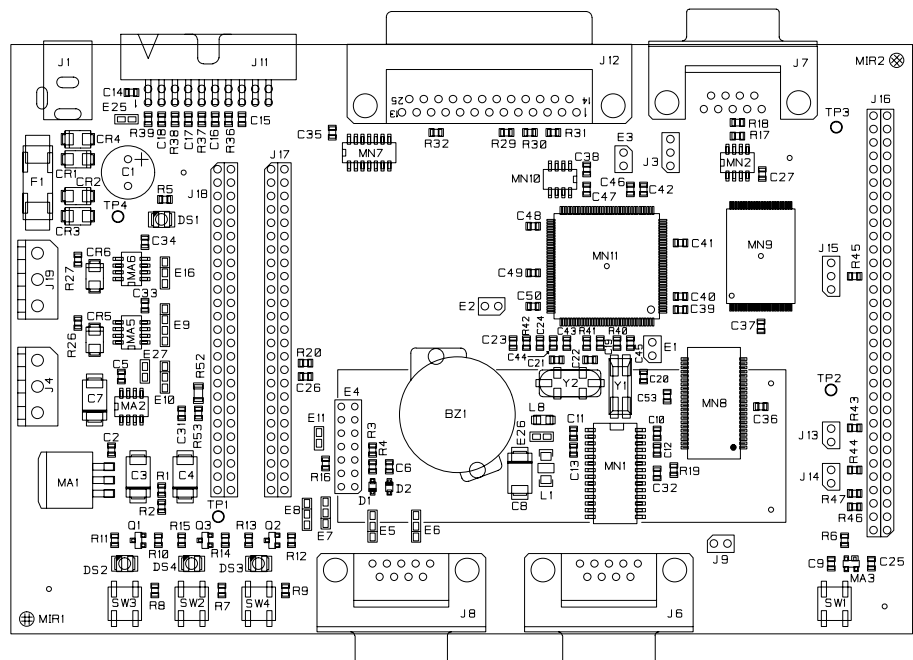 J1
J11
J12
J7
MIR2
C14
E25
1
25
13
14
1
J16
R39
C18
R38
C17
R37
C16
R36
C15
C35
R32
R29
R30
R31
E3
J3
R18
R17
TP3
CR4
CR1
F1
CR2
CR3
C1
J17
MN7
C38
MN10
MN2
C27
C46
C42
C47
TP4
R5
DS1
J18
C34
C48
C41
MN11
MN9
J15
R45
J19
R27
CR6
MA6
E16
C49
C33
C50
C40
C39
E2
C37
R26
CR5
MA5
E9
R42
C24
C43
R41
R40
C23
C44
C21
C22
C19
C45
E1
E27
C5
R52
R20
C26
J4
C7
E10
MA2
C31
R53
E4
BZ1
Y2
Y1
C20
C53
MN8
TP2
C36
R43
J13
E11
L8
E26
C11
C10
C2
R3
R4
C6
R16
D1
D2
C13
MN1
C12
R19
C32
R44
J14
MA1
C3
C4
R1
R2
L1
C8
R47
R46
TP1
E8
E7
E5
E6
R11
Q1
R10
R15
Q3
R14
R13
Q2
R12
J9
R6
DS2
DS4
DS3
C9
MA3
C25
SW3
R8
SW2
R7
SW4
R9
J8
J6
SW1
MIR1